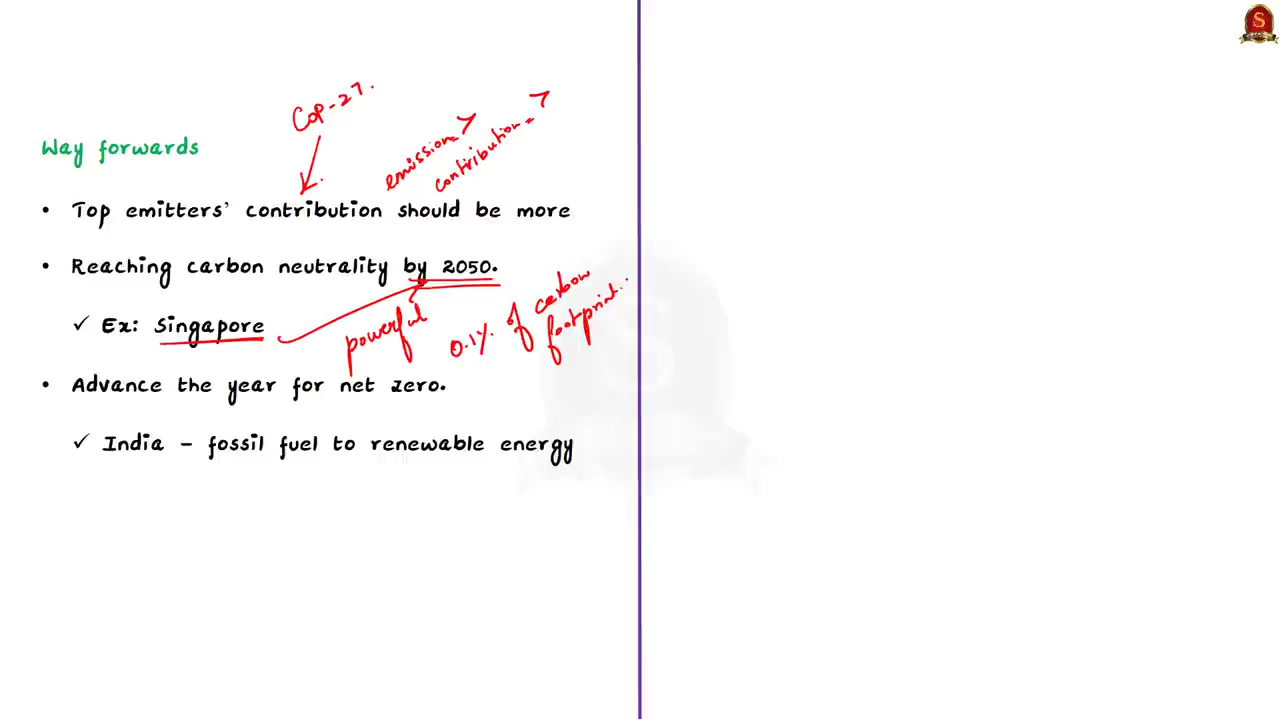 S
COP-27.
emission >
contribution >
Way forwards
• Top emitters' contribution should be more
• Reaching carbon neutrality by 2050.
✓ Ex: Singapore
powerful
0.1% of carbon
footprint..
• Advance the year for net zero.
✓ India - fossil fuel to renewable energy